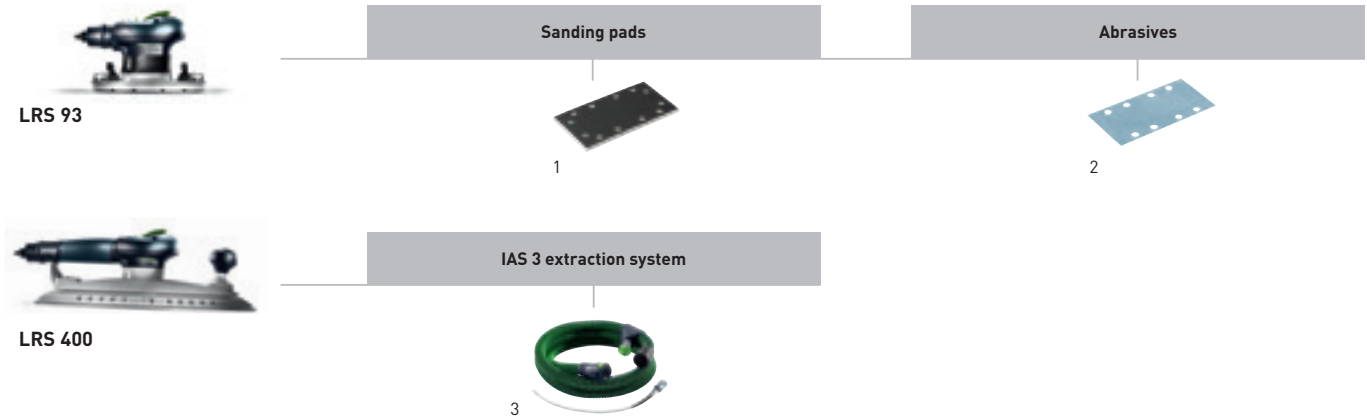 Sanding pads
Abrasives
LRS 93
1
2
IAS 3 extraction system
LRS 400
3